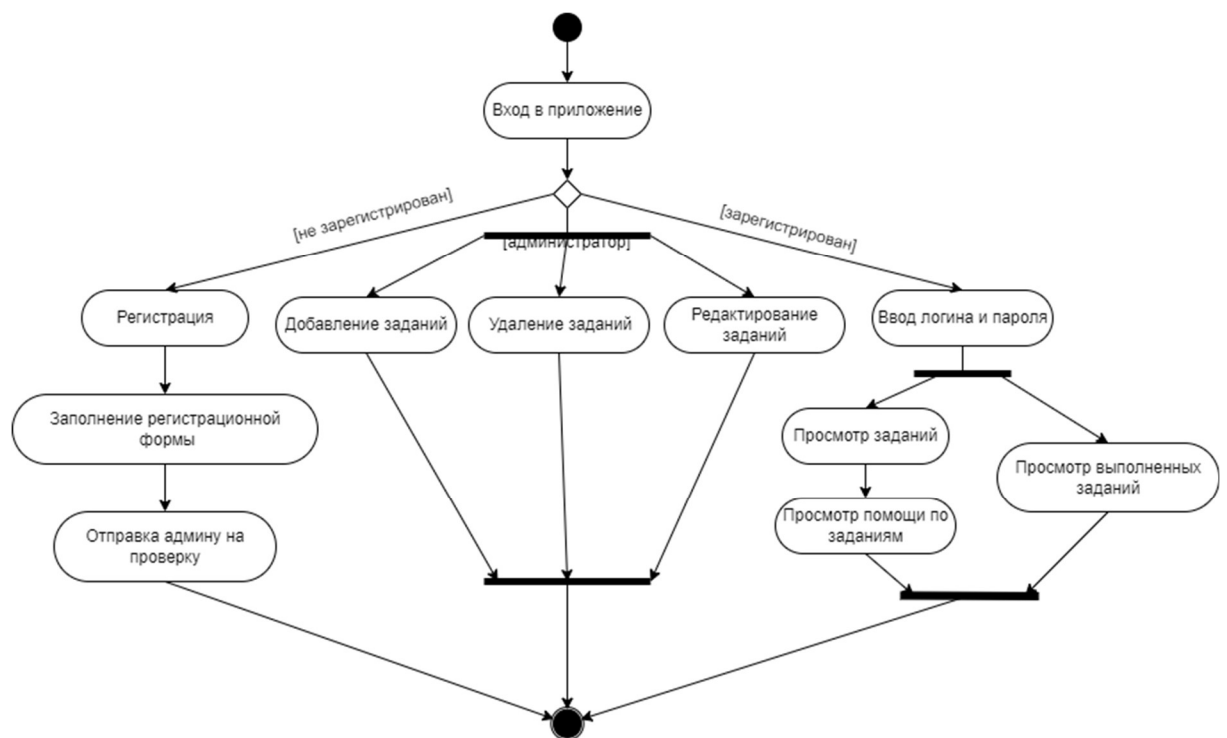 Вход в приложение
[не зарегистрирован]
[администратор]
[зарегистрирован]
Регистрация
Добавление заданий
Удаление заданий
Редактирование
заданий
Ввод логина и пароля
Заполнение регистрационной
формы
Просмотр заданий
Просмотр выполненных
заданий
Отправка админу на
проверку
Просмотр помощи по
заданиям